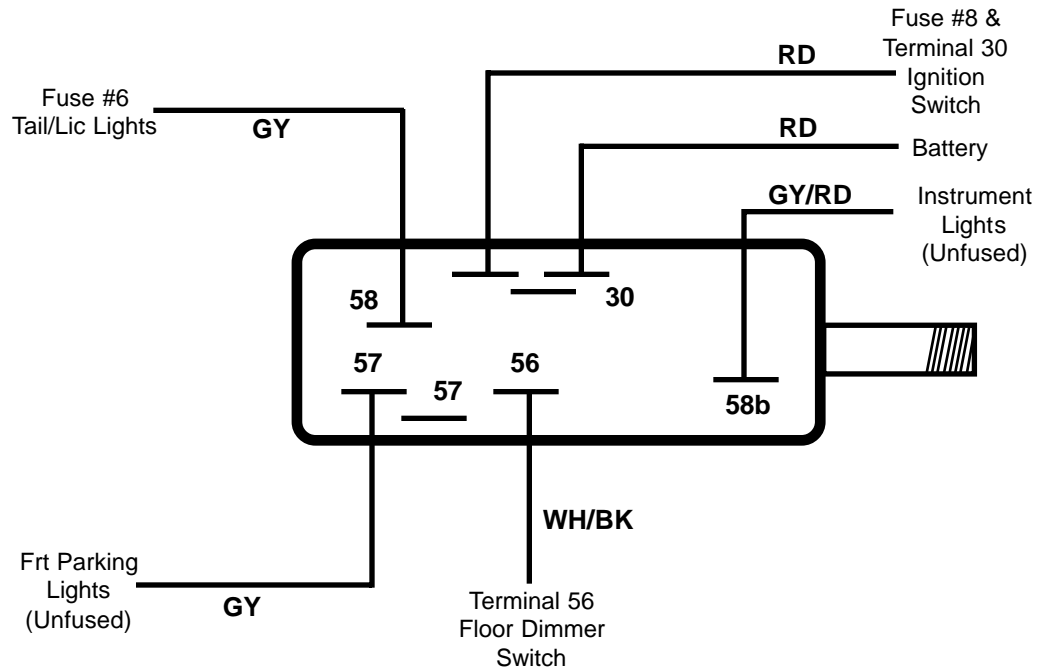 Fuse #8 &
Terminal 30
Ignition
Switch
RD
Fuse #6
Tail/Lic Lights
GY
RD
Battery
GY/RD
Instrument
Lights
(Unfused)
58
30
57
57
56
58b
WH/BK
Frt Parking
Lights
(Unfused)
GY
Terminal 56
Floor Dimmer
Switch